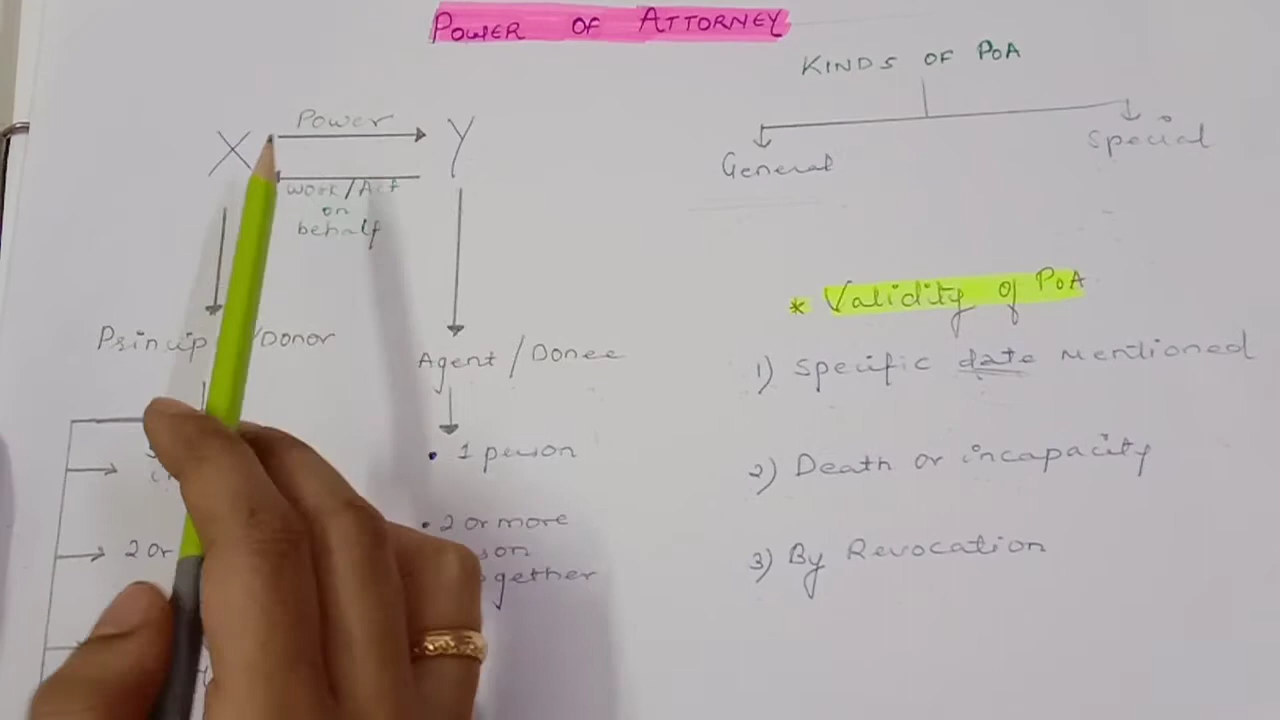 POWER OF ATTORNEY
X
Power
Y
work/Act
on
behalf
/Donor
Agent/Donee
• 1 person
• 2 or more
together
2 or
KINDS OF POA
General
Special
* Validity of POA
1) Specific date mentioned
2) Death or incapacity
3) By Revocation